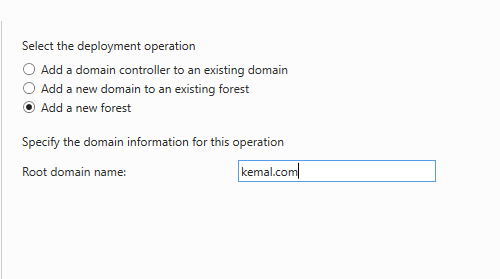 Select the deployment operation
Add a domain controller to an existing domain
Add a new domain to an existing forest
Add a new forest
Specify the domain information for this operation
Root domain name: kemal.com